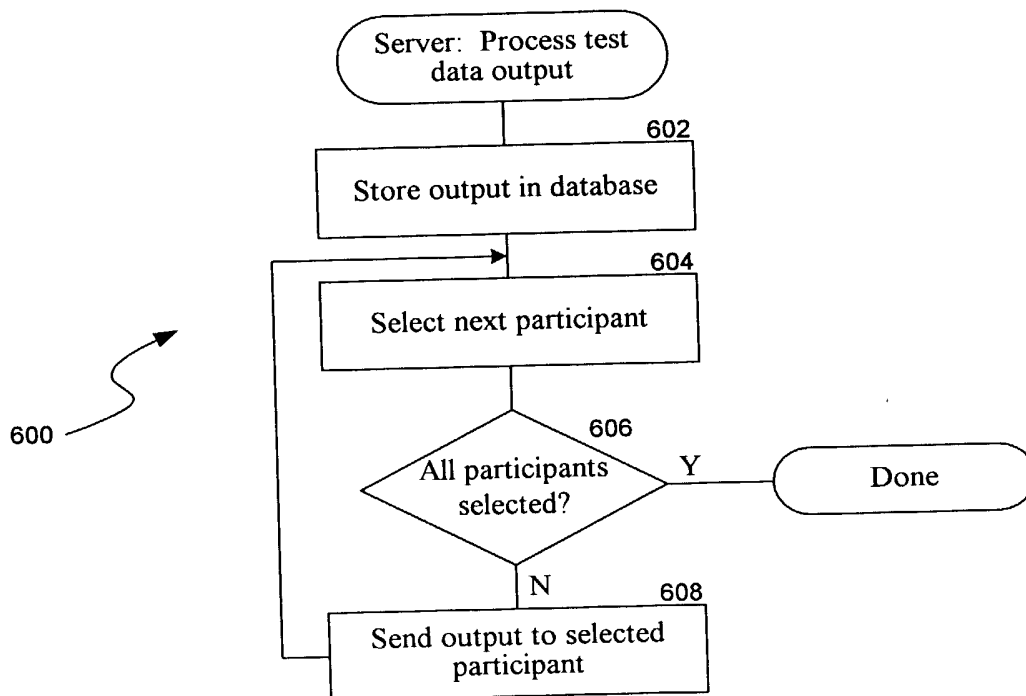 Server: Process test
data output
602
Store output in database
604
Select next participant
600
606
All participants
selected?
Y
Done
N
608
Send output to selected
participant